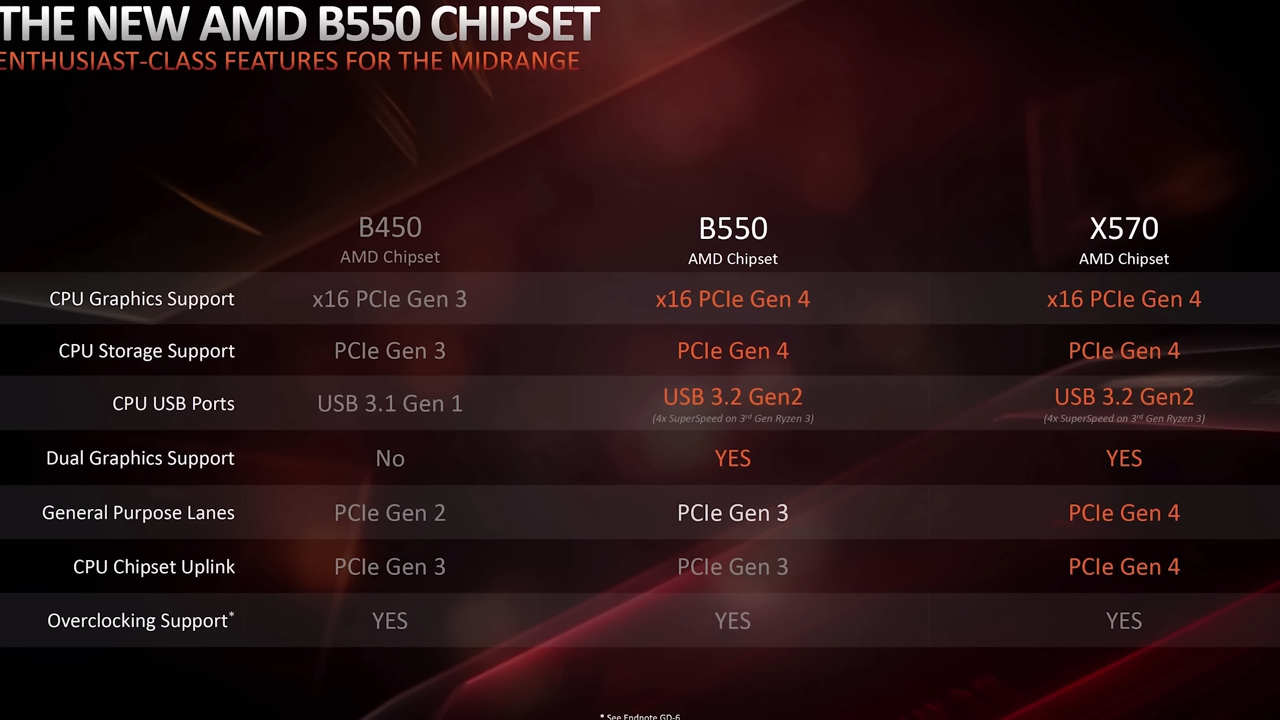 THE NEW AMD B550 CHIPSET
ENTHUSIAST-CLASS FEATURES FOR THE MIDRANGE
B450 B550 X570
AMD Chipset AMD Chipset AMD Chipset
CPU Graphics Support x16 PCIe Gen 3 x16 PCIe Gen 4 x16 PCIe Gen 4
CPU Storage Support PCIe Gen 3 PCIe Gen 4 PCIe Gen 4
CPU USB Ports USB 3.1 Gen 1 USB 3.2 Gen2 USB 3.2 Gen2
(4x SuperSpeed on 3rd Gen Ryzen 3) (4x SuperSpeed on 3rd Gen Ryzen 3)
Dual Graphics Support No YES YES
General Purpose Lanes PCIe Gen 2 PCIe Gen 3 PCIe Gen 4
CPU Chipset Uplink PCIe Gen 3 PCIe Gen 3 PCIe Gen 4
Overclocking Support* YES YES YES
* See Endnote GD-6